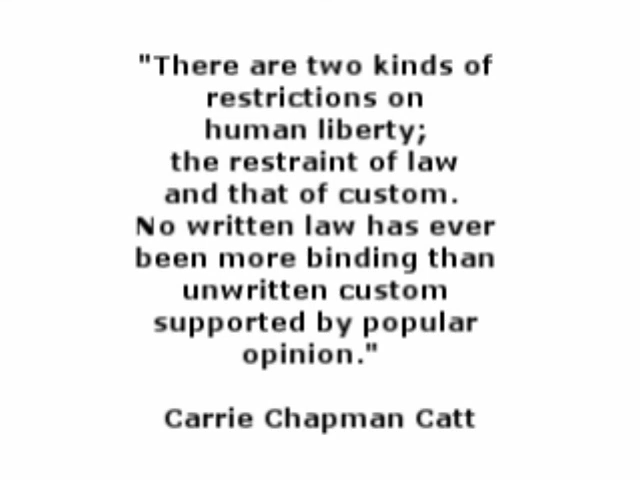 "There are two kinds of
restrictions on
human liberty;
the restraint of law
and that of custom.
No written law has ever
been more binding than
unwritten custom
supported by popular
opinion."
Carrie Chapman Catt